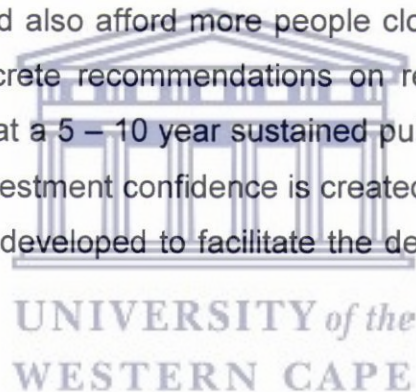 d also afford more people clo
crete recommendations on re
at a 5 – 10 year sustained pu
estment confidence is created
developed to facilitate the de
UNIVERSITY of the
WESTERN CAPE